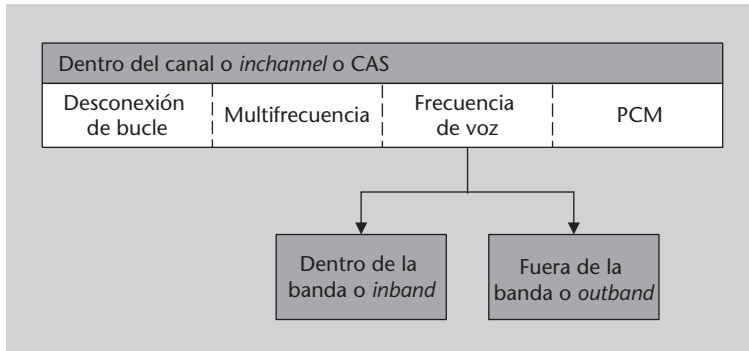 Dentro del canal o inchannel o CAS
Desconexión
de bucle
Multifrecuencia
Frecuencia
de voz
PCM
Dentro de la
banda o inband
Fuera de la
banda o outband